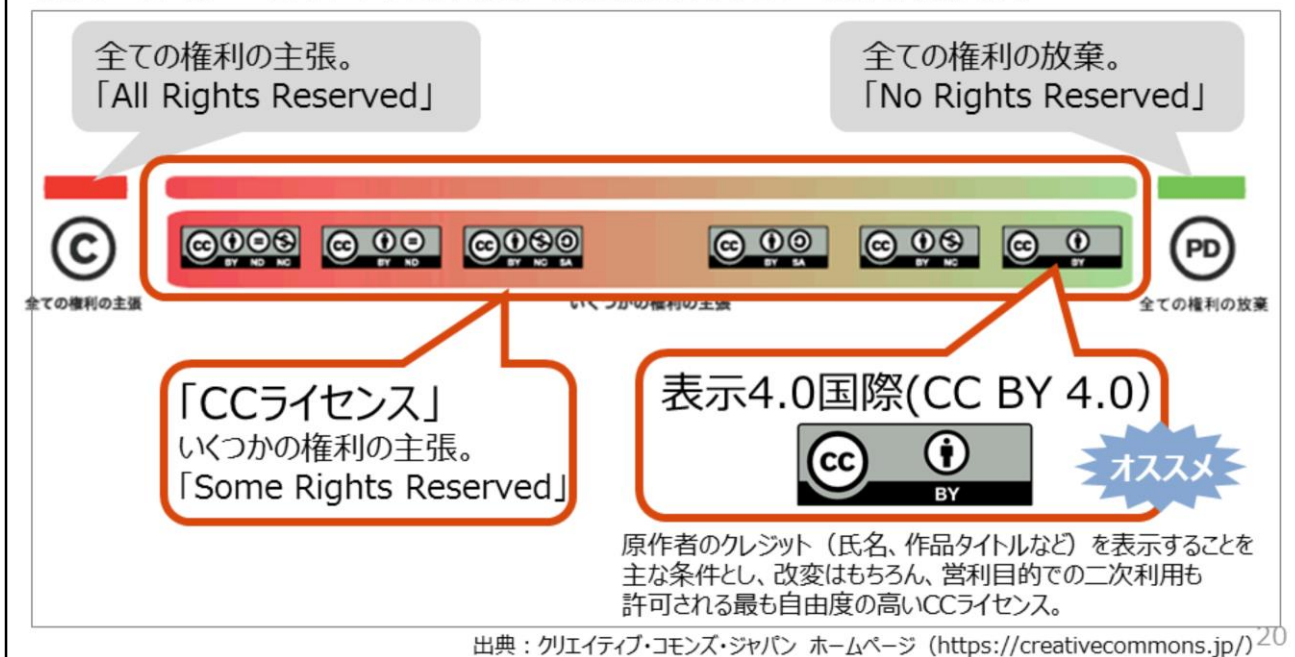 全ての権利の主張。
「All Rights Reserved」
全ての権利の放棄。
「No Rights Reserved」
C
cc
BY ND NC
cc
BY ND
cc
BY NC SA
cc
BY SA
cc
BY NC
cc
BY
PD
全ての権利の主張
いくつかの権利の主張
全ての権利の放棄
「CCライセンス」
いくつかの権利の主張。
「Some Rights Reserved」
表示4.0国際(CC BY 4.0)
cc
BY
オススメ
原作者のクレジット（氏名、作品タイトルなど）を表示することを
主な条件とし、改変はもちろん、営利目的での二次利用も
許可される最も自由度の高いCCライセンス。
出典：クリエイティブ・コモンズ・ジャパン ホームページ（https://creativecommons.jp/）
20